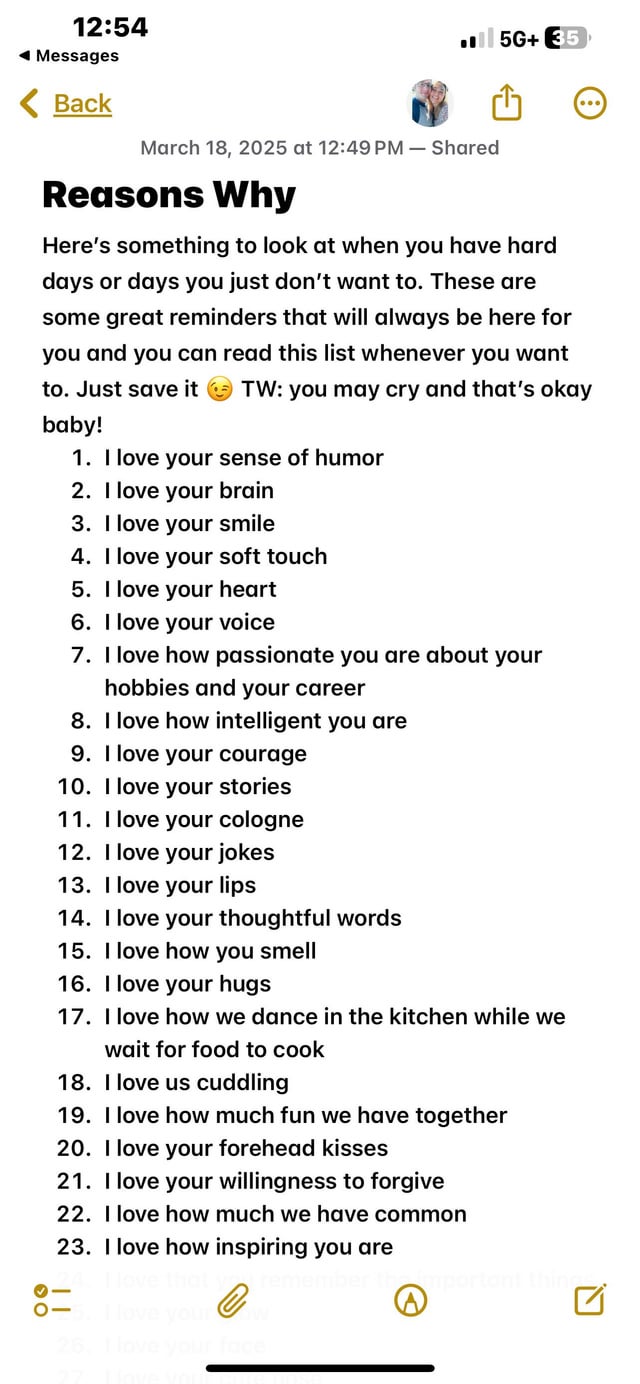 12:54
5G+ 35
◀ Messages
Back
March 18, 2025 at 12:49 PM — Shared
Reasons Why
Here's something to look at when you have hard
days or days you just don't want to. These are
some great reminders that will always be here for
you and you can read this list whenever you want
to. Just save it 😉 TW: you may cry and that's okay
baby!
1. I love your sense of humor
2. I love your brain
3. I love your smile
4. I love your soft touch
5. I love your heart
6. I love your voice
7. I love how passionate you are about your
hobbies and your career
8. I love how intelligent you are
9. I love your courage
10. I love your stories
11. I love your cologne
12. I love your jokes
13. I love your lips
14. I love your thoughtful words
15. I love how you smell
16. I love your hugs
17. I love how we dance in the kitchen while we
wait for food to cook
18. I love us cuddling
19. I love how much fun we have together
20. I love your forehead kisses
21. I love your willingness to forgive
22. I love how much we have common
23. I love how inspiring you are
24. I love that you remember the important things
I love
26. I love your face
27. I love your